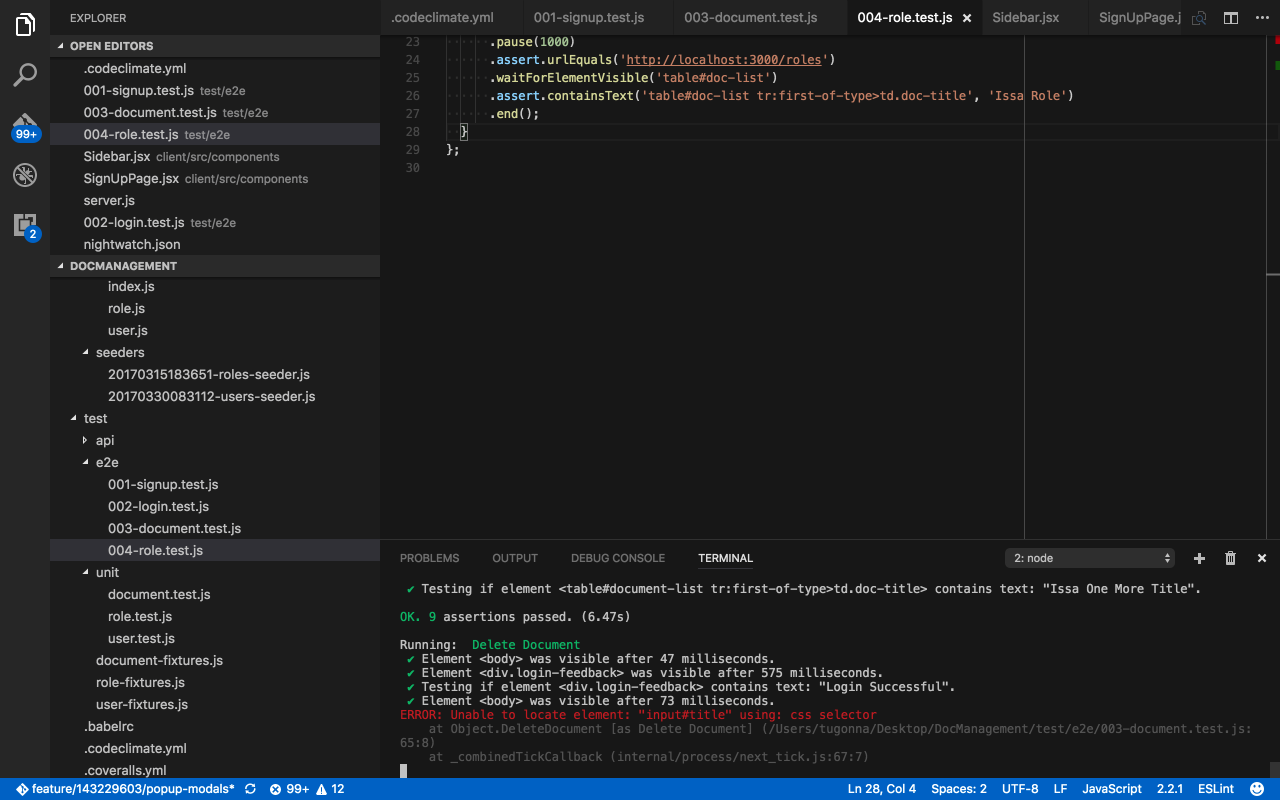 EXPLORER
OPEN EDITORS
.codeclimate.yml
001-signup.test.js test/e2e
003-document.test.js test/e2e
004-role.test.js test/e2e
Sidebar.jsx client/src/components
SignUpPage.jsx client/src/components
server.js
002-login.test.js test/e2e
nightwatch.json
DOCMANAGEMENT
index.js
role.js
user.js
seeders
20170315183651-roles-seeder.js
20170330083112-users-seeder.js
test
api
e2e
001-signup.test.js
002-login.test.js
003-document.test.js
004-role.test.js
unit
document.test.js
role.test.js
user.test.js
document-fixtures.js
role-fixtures.js
user-fixtures.js
.babelrc
.codeclimate.yml
.coveralls.yml
99+
2
.codeclimate.yml 001-signup.test.js 003-document.test.js 004-role.test.js × Sidebar.jsx SignUpPage.j
23 .pause(1000)
24 .assert.urlEquals('http://localhost:3000/roles')
25 .waitForElementVisible('table#doc-list')
26 .assert.containsText('table#doc-list tr:first-of-type>td.doc-title', 'Issa Role')
27 .end();
28 }
29 };
30
PROBLEMS OUTPUT DEBUG CONSOLE TERMINAL 2: node
✔ Testing if element <table#document-list tr:first-of-type>td.doc-title> contains text: "Issa One More Title".
OK. 9 assertions passed. (6.47s)
Running: Delete Document
✔ Element <body> was visible after 47 milliseconds.
✔ Element <div.login-feedback> was visible after 575 milliseconds.
✔ Testing if element <div.login-feedback> contains text: "Login Successful".
✔ Element <body> was visible after 73 milliseconds.
ERROR: Unable to locate element: "input#title" using: css selector
at Object.DeleteDocument [as Delete Document] (/Users/tugonna/Desktop/DocManagement/test/e2e/003-document.test.js:
65:8)
at _combinedTickCallback (internal/process/next_tick.js:67:7)
feature/143229603/popup-modals* 99+ 12 Ln 28, Col 4 Spaces: 2 UTF-8 LF JavaScript 2.2.1 ESLint